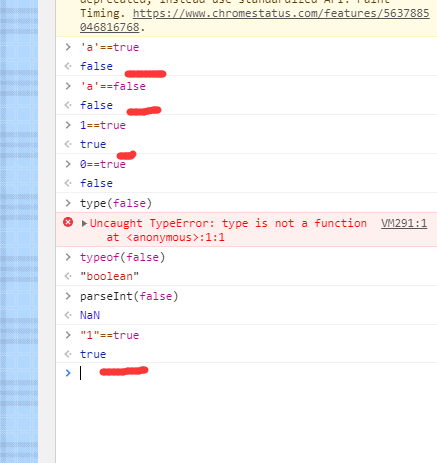 deprecated, instead use standardized API: Paint
Timing. https://www.chromestatus.com/features/5637885
046816768.
> 'a'==true
< false
> 'a'==false
< false
> 1==true
< true
> 0==true
< false
> type(false)
▶Uncaught TypeError: type is not a function VM291:1
at <anonymous>:1:1
> typeof(false)
< "boolean"
> parseInt(false)
< NaN
> "1"==true
< true
>